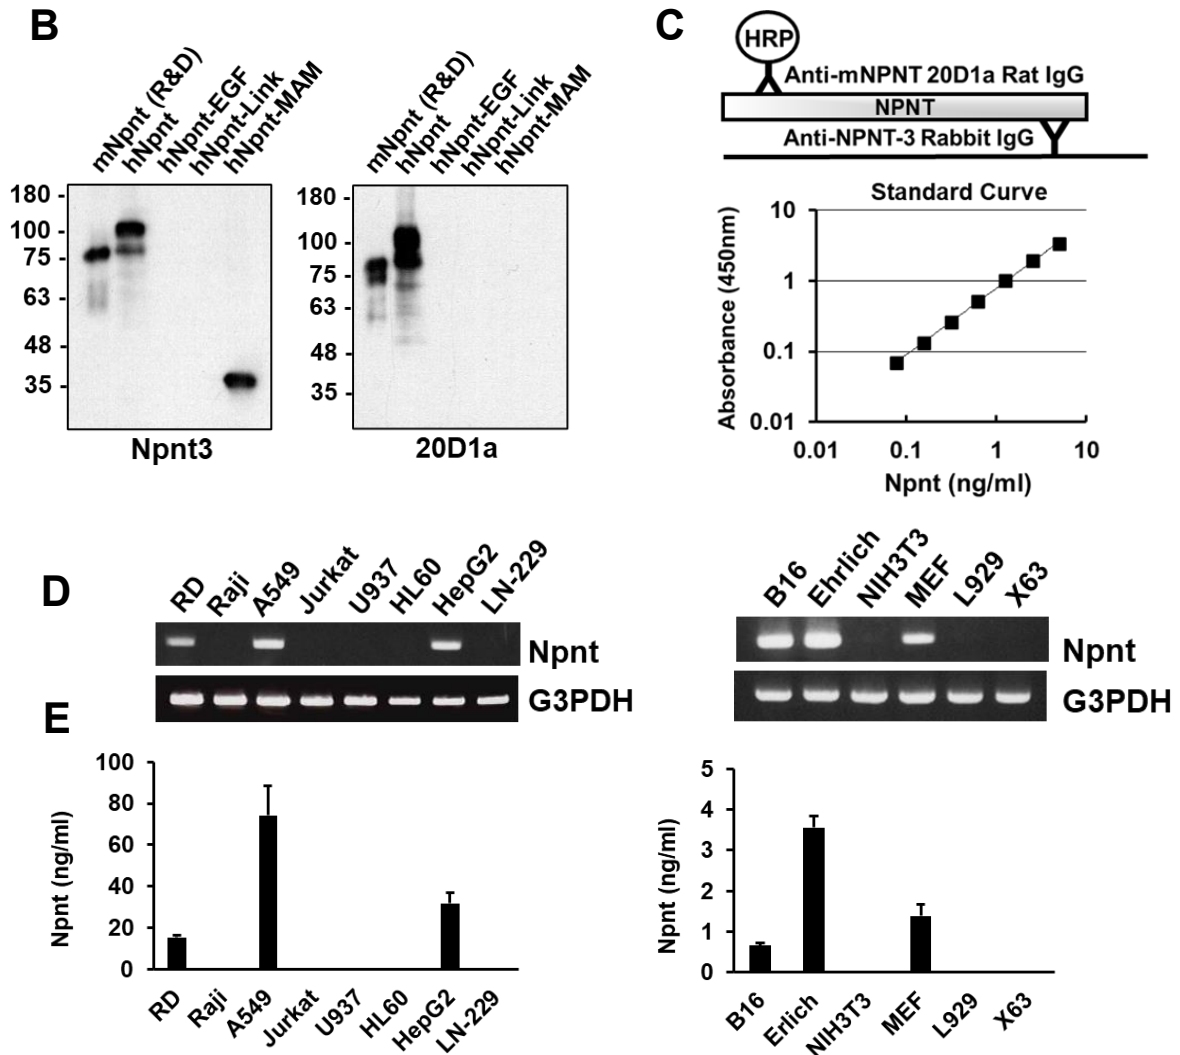 B
mNpnt (R&D)
hNpnt
hNpnt-EGF
hNpnt-Link
hNpnt-MAM
180 -
100 -
75 -
63 -
48 -
35 -
Npnt3
mNpnt (R&D)
hNpnt
hNpnt-EGF
hNpnt-Link
hNpnt-MAM
180 -
100 -
75 -
63 -
48 -
35 -
20D1a
C
HRP
Anti-mNPNT 20D1a Rat IgG
NPNT
Anti-NPNT-3 Rabbit IgG
Standard Curve
Absorbance (450nm)
10
1
0.1
0.01
0.01 0.1 1 10
Npnt (ng/ml)
D
RD Raji A549 Jurkat U937 HL60 HepG2 LN-229
Npnt
G3PDH
B16 Ehrlich NIH3T3 MEF L929 X63
Npnt
G3PDH
E
Npnt (ng/ml)
100
80
60
40
20
0
RD Raji A549 Jurkat U937 HL60 HepG2 LN-229
Npnt (ng/ml)
5
4
3
2
1
0
B16 Erlich NIH3T3 MEF L929 X63